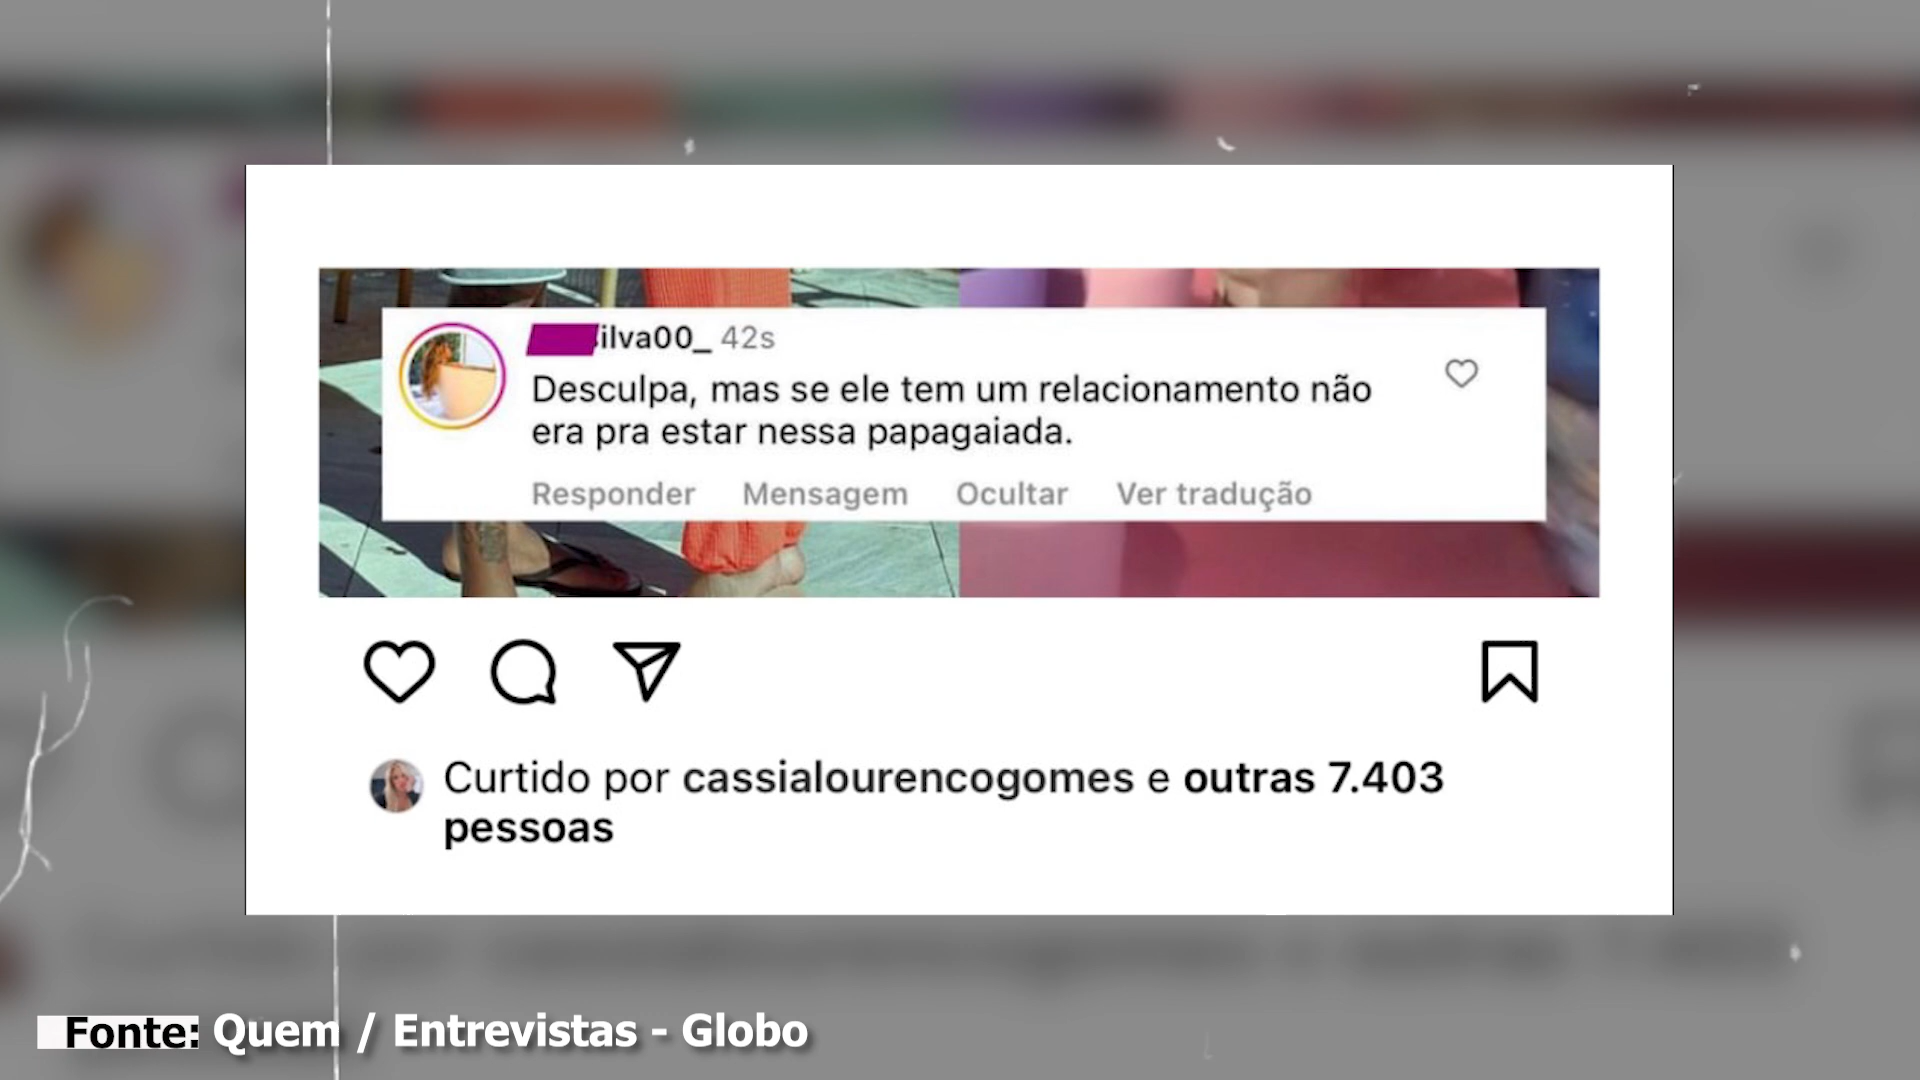 ilva00_ 42s
Desculpa, mas se ele tem um relacionamento não
era pra estar nessa papagaiada.
Responder Mensagem Ocultar Ver tradução
Curtido por cassialourencogomes e outras 7.403
pessoas
Fonte: Quem / Entrevistas - Globo